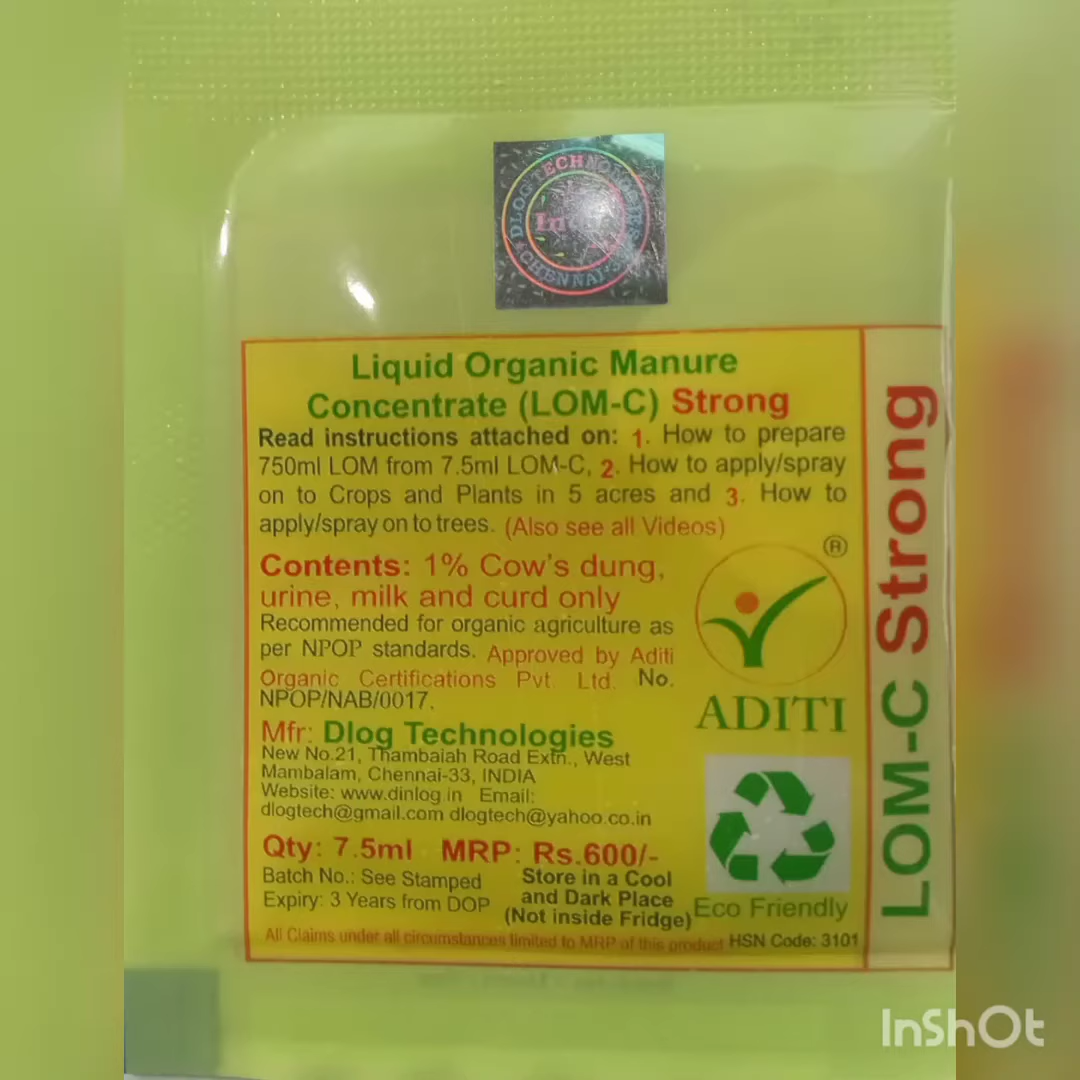 DLOG TECHNOLOGIES
CHENNAI
Liquid Organic Manure
Concentrate (LOM-C) Strong
Read instructions attached on: 1. How to prepare
750ml LOM from 7.5ml LOM-C, 2. How to apply/spray
on to Crops and Plants in 5 acres and 3. How to
apply/spray on to trees. (Also see all Videos)
Contents: 1% Cow's dung,
urine, milk and curd only
Recommended for organic agriculture as
per NPOP standards. Approved by Aditi
Organic Certifications Pvt. Ltd. No.
NPOP/NAB/0017.
®
ADITI
Mfr: Dlog Technologies
New No.21, Thambaiah Road Extn., West
Mambalam, Chennai-33, INDIA
Website: www.dinlog.in Email:
dlogtech@gmail.com dlogtech@yahoo.co.in
Qty: 7.5ml MRP: Rs.600/-
Batch No.: See Stamped
Expiry: 3 Years from DOP
Store in a Cool
and Dark Place
(Not inside Fridge)
Eco Friendly
All Claims under all circumstances limited to MRP of this product HSN Code: 3101
LOM-C Strong
InShOt